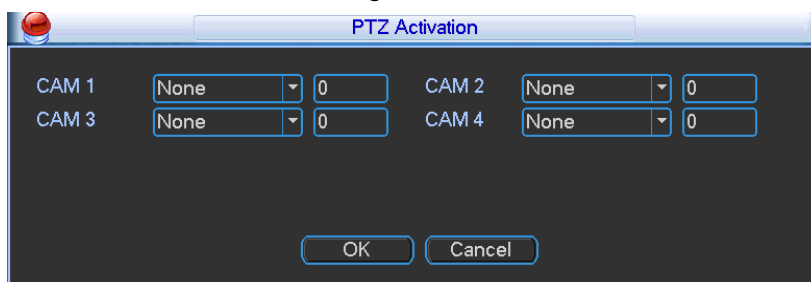 PTZ Activation
CAM 1 None 0 CAM 2 None 0
CAM 3 None 0 CAM 4 None 0
OK Cancel